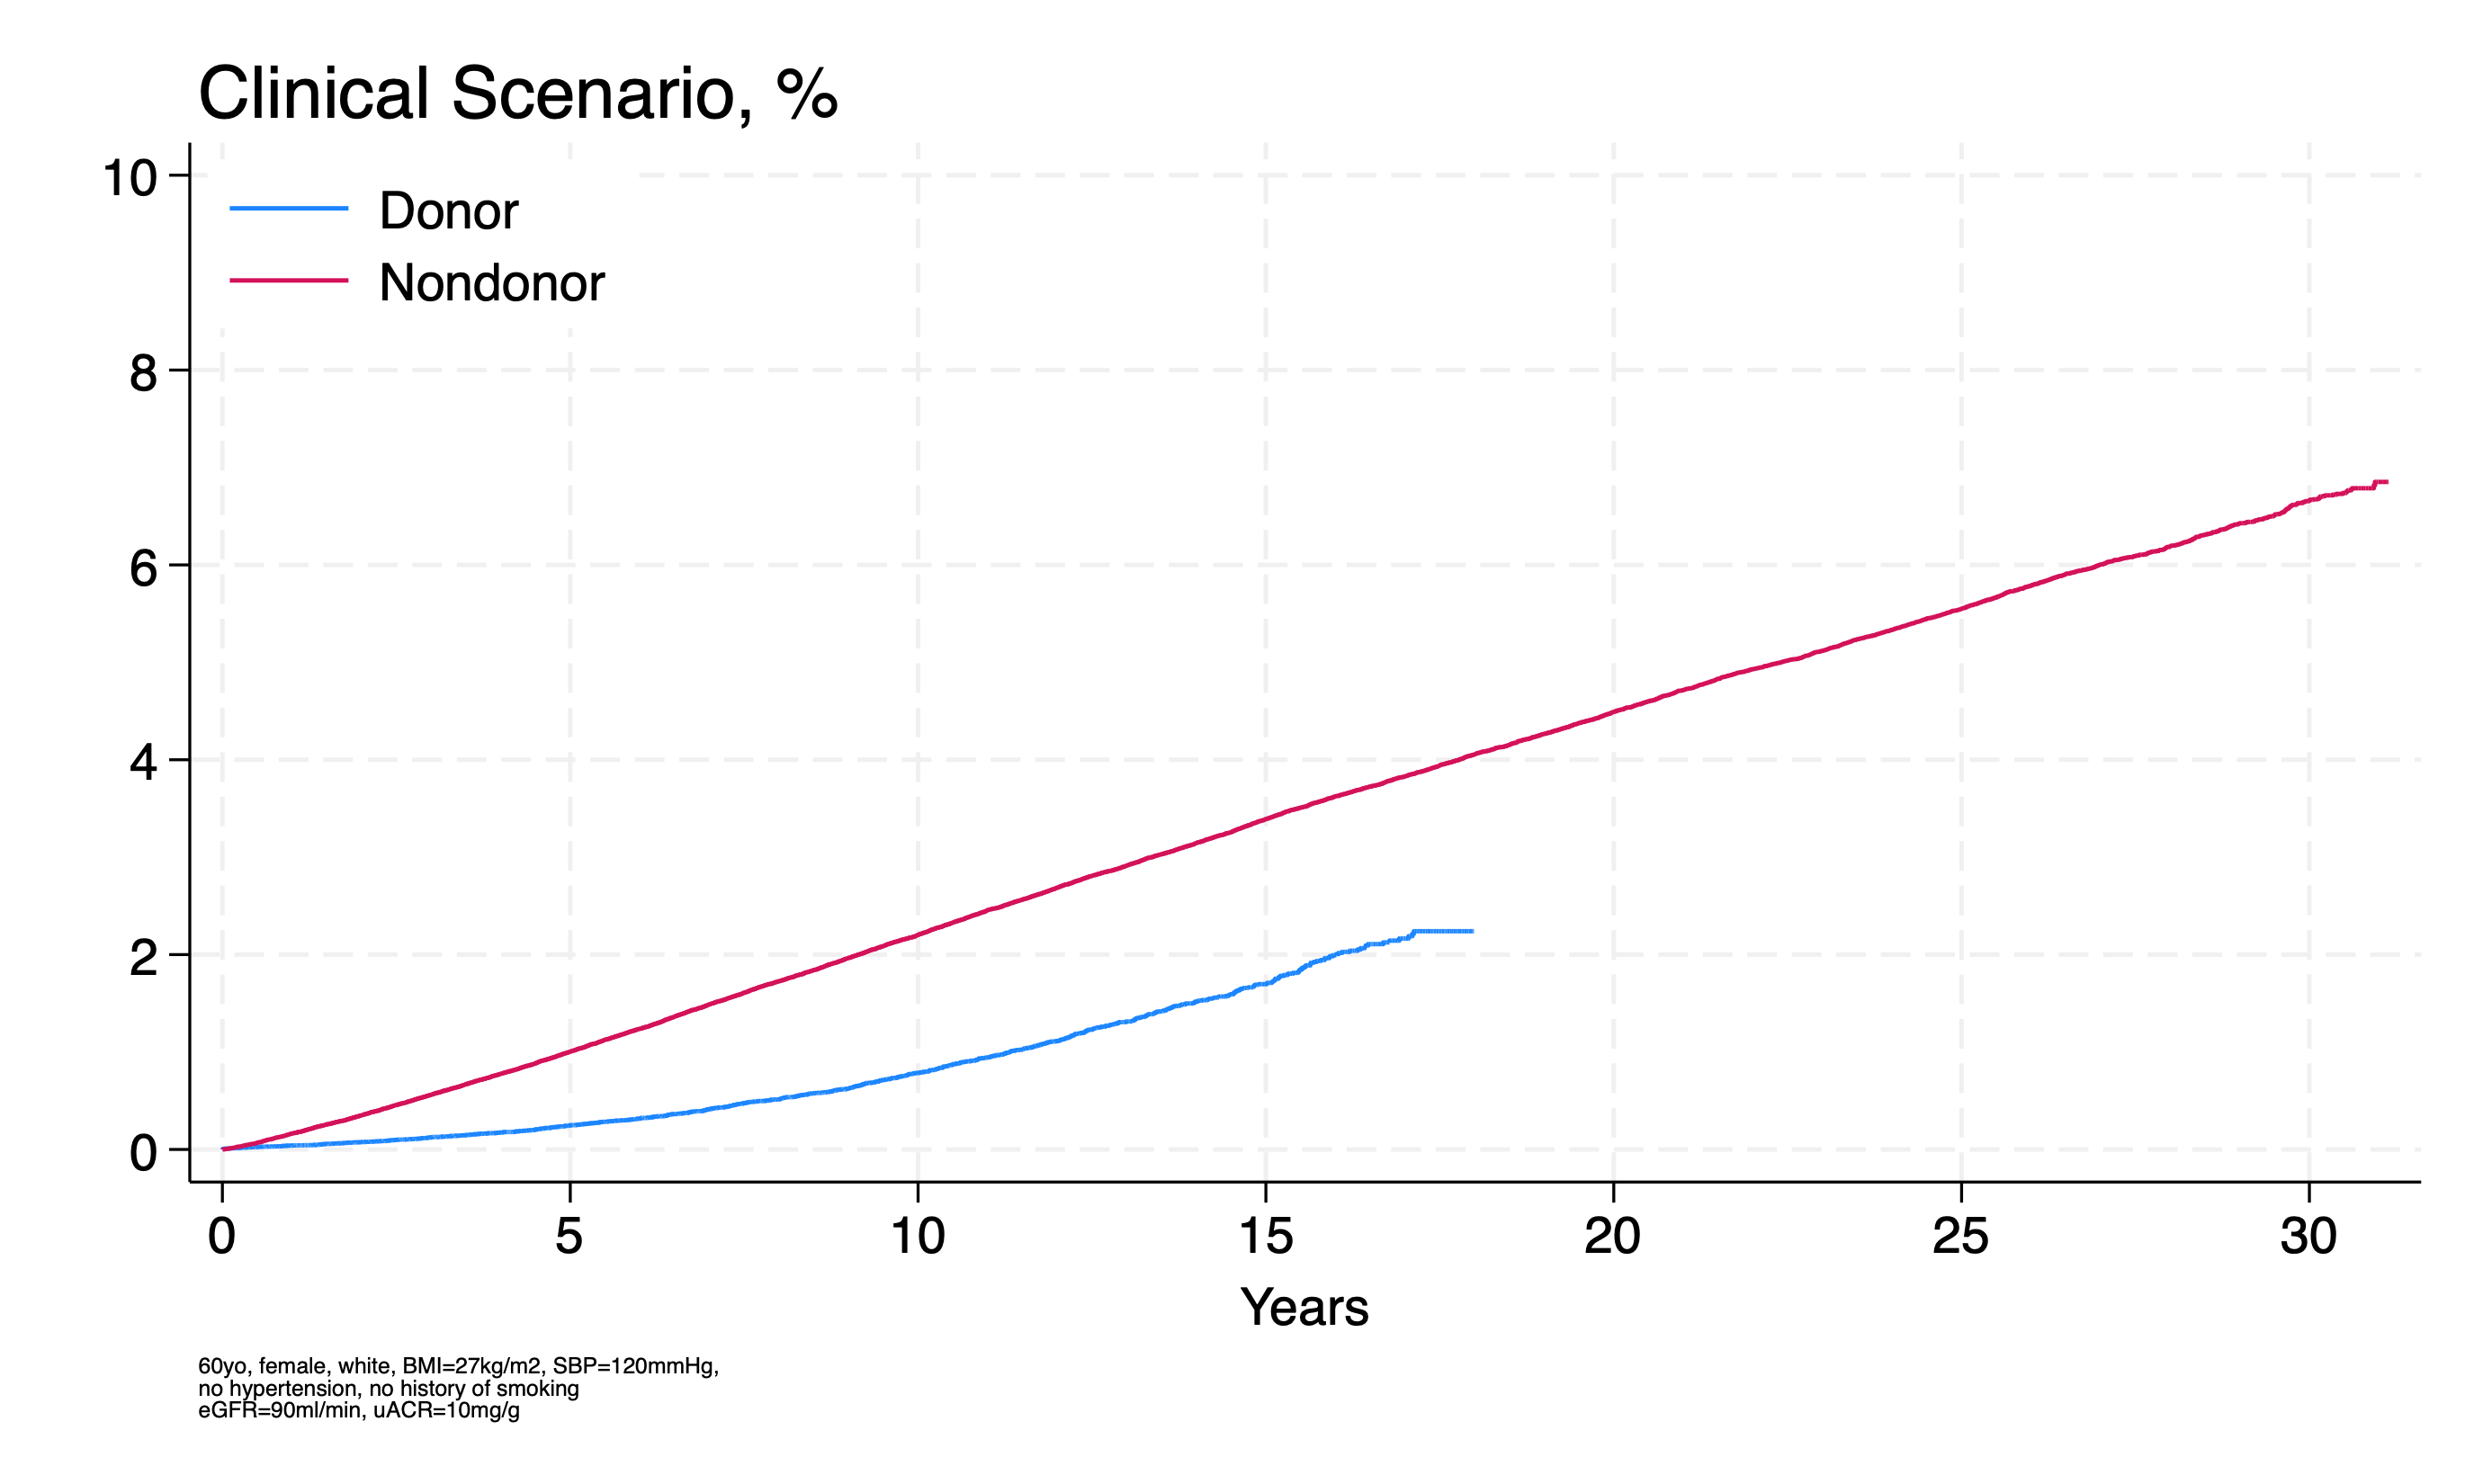 Clinical Scenario, %
10
8
6
4
2
0
Donor
Nondonor
0 5 10 15 20 25 30
Years
60yo, female, white, BMI=27kg/m2, SBP=120mmHg,
no hypertension, no history of smoking
eGFR=90ml/min, uACR=10mg/g